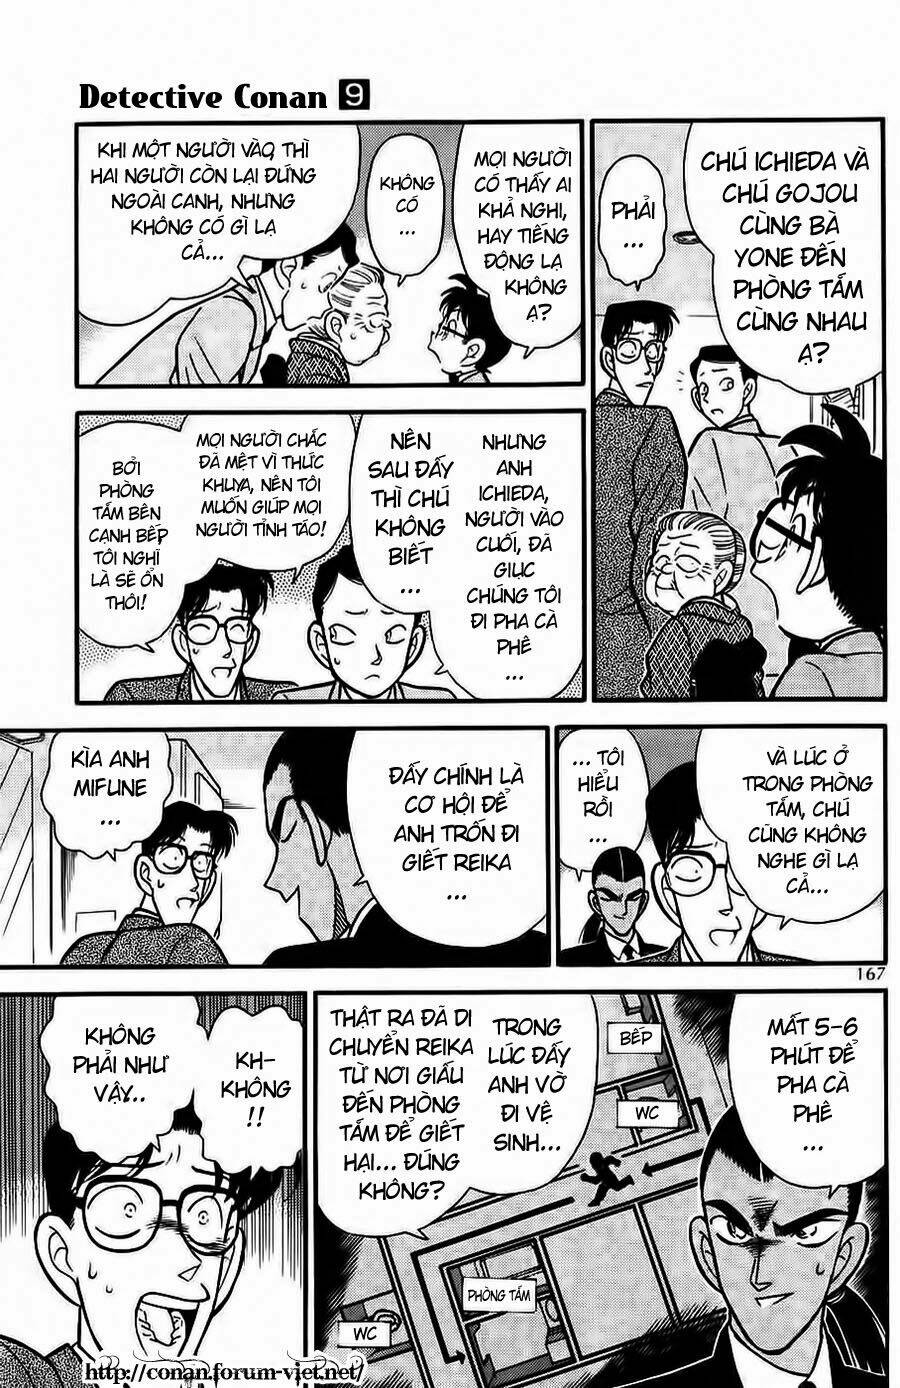 Detective Conan 9
CHÚ ICHIEDA VÀ
CHÚ GOJOU
CÙNG BÀ
YONE ĐẾN
PHÒNG TẮM
CÙNG NHAU
Ạ?
PHẢI
...
MỌI NGƯỜI
CÓ THẤY AI
KHẢ NGHI,
HAY TIẾNG
ĐỘNG LẠ
KHÔNG
Ạ?
KHÔNG
CÓ
...
KHI MỘT NGƯỜI VÀO, THÌ
HAI NGƯỜI CÒN LẠI ĐỨNG
NGOÀI CANH, NHƯNG
KHÔNG CÓ GÌ LẠ
CẢ...
NHƯNG ANH
ICHIEDA,
NGƯỜI VÀO
CUỐI, ĐÃ
GIỤC
CHÚNG TÔI
ĐI PHA CÀ
PHÊ
...
NÊN
SAU ĐẤY
THÌ CHÚ
KHÔNG
BIẾT
...
MỌI NGƯỜI CHẮC
ĐÃ MỆT VÌ THỨC
KHUYA, NÊN TÔI
MUỐN GIÚP MỌI
NGƯỜI TỈNH TÁO!
BỞI
PHÒNG
TẮM BÊN
CẠNH BẾP,
TÔI NGHĨ
LÀ SẼ ỔN
THÔI!
VÀ LÚC Ở
TRONG PHÒNG
TẮM, CHÚ
CŨNG KHÔNG
NGHE GÌ LẠ
CẢ...
... TÔI
HIỂU
RỒI
...
ĐẤY CHÍNH LÀ
CƠ HỘI ĐỂ
ANH TRỐN ĐI
GIẾT REIKA
...
KÌA ANH
MIFUNE
...
167
MẤT 5-6
PHÚT ĐỂ
PHA CÀ
PHÊ
...
TRONG
LÚC ĐẤY
ANH VỜ
ĐI VỆ
SINH...
THẬT RA ĐÃ DI
CHUYỂN REIKA
TỪ NƠI GIẤU
ĐẾN PHÒNG
TẮM ĐỂ GIẾT
HẠI... ĐÚNG
KHÔNG?
BẾP
WC
PHÒNG TẮM
WC
KH-
KHÔNG
!!
KHÔNG
PHẢI NHƯ
VẬY...
http://conan.forum-viet.net/